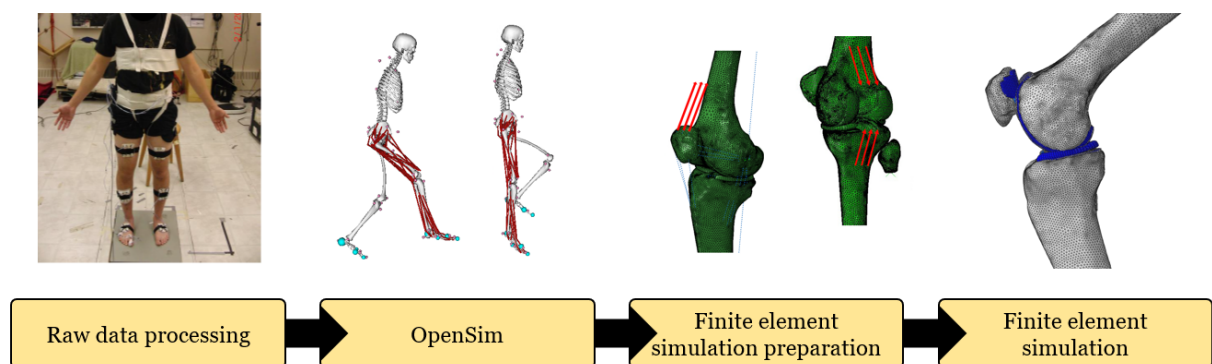 Raw data processing
OpenSim
Finite element
simulation preparation
Finite element
simulation